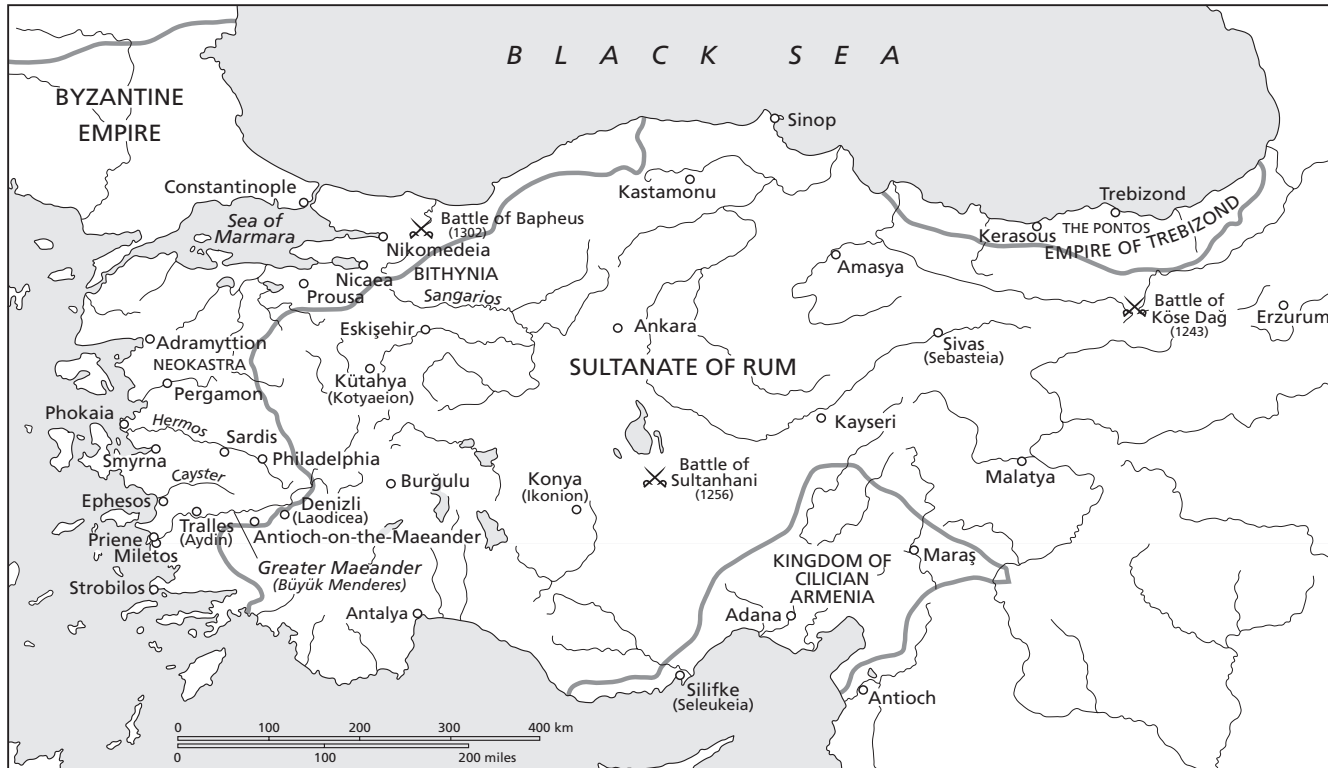 BLACK SEA
BYZANTINE
EMPIRE
Sinop
Constantinople
Kastamonu
Trebizond
Sea of
Marmara
Battle of Bapheus
(1302)
Nikomedeia
Kerasous
THE PONTOS
EMPIRE OF TREBIZOND
Nicaea
BITHYNIA
Amasya
Prousa
Sangarios
Battle of
Köse Dağ
(1243)
Erzurum
Eskişehir
Ankara
Adramyttion
Sivas
(Sebasteia)
NEOKASTRA
SULTANATE OF RUM
Kütahya
(Kotyaeion)
Pergamon
Phokaia
Hermos
Kayseri
Sardis
Smyrna
Philadelphia
Cayster
Battle of
Sultanhani
(1256)
Malatya
Konya
(Ikonion)
Burğulu
Ephesos
Denizli
(Laodicea)
Tralles
(Aydin)
Antioch-on-the-Maeander
Priene
Miletos
Maraş
KINGDOM OF
CILICIAN
ARMENIA
Greater Maeander
(Büyük Menderes)
Strobilos
Antalya
Adana
Silifke
(Seleukeia)
Antioch
0 100 200 300 400 km
0 100 200 miles